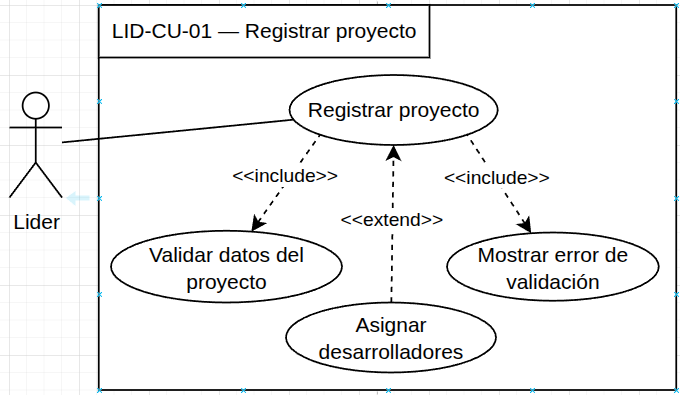 LID-CU-01 — Registrar proyecto
Registrar proyecto
<<include>>
<<include>>
Lider
<<extend>>
Validar datos del
proyecto
Mostrar error de
validación
Asignar
desarrolladores